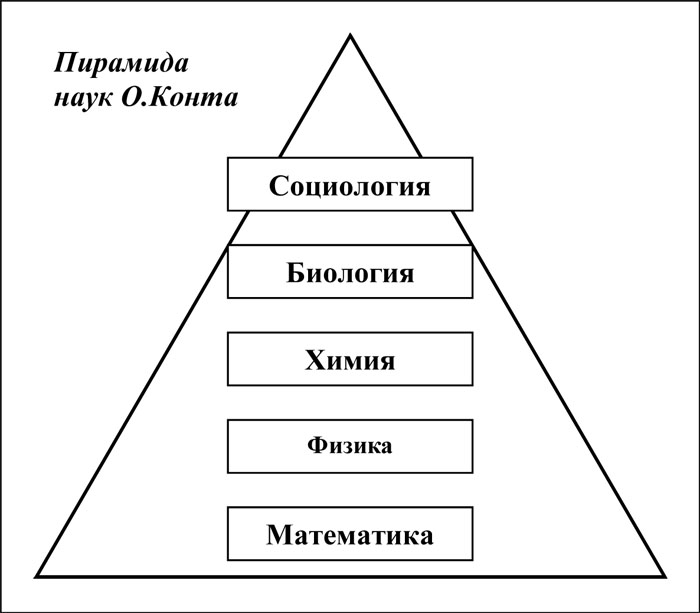 Пирамида
наук О.Конта
Социология
Биология
Химия
Физика
Математика